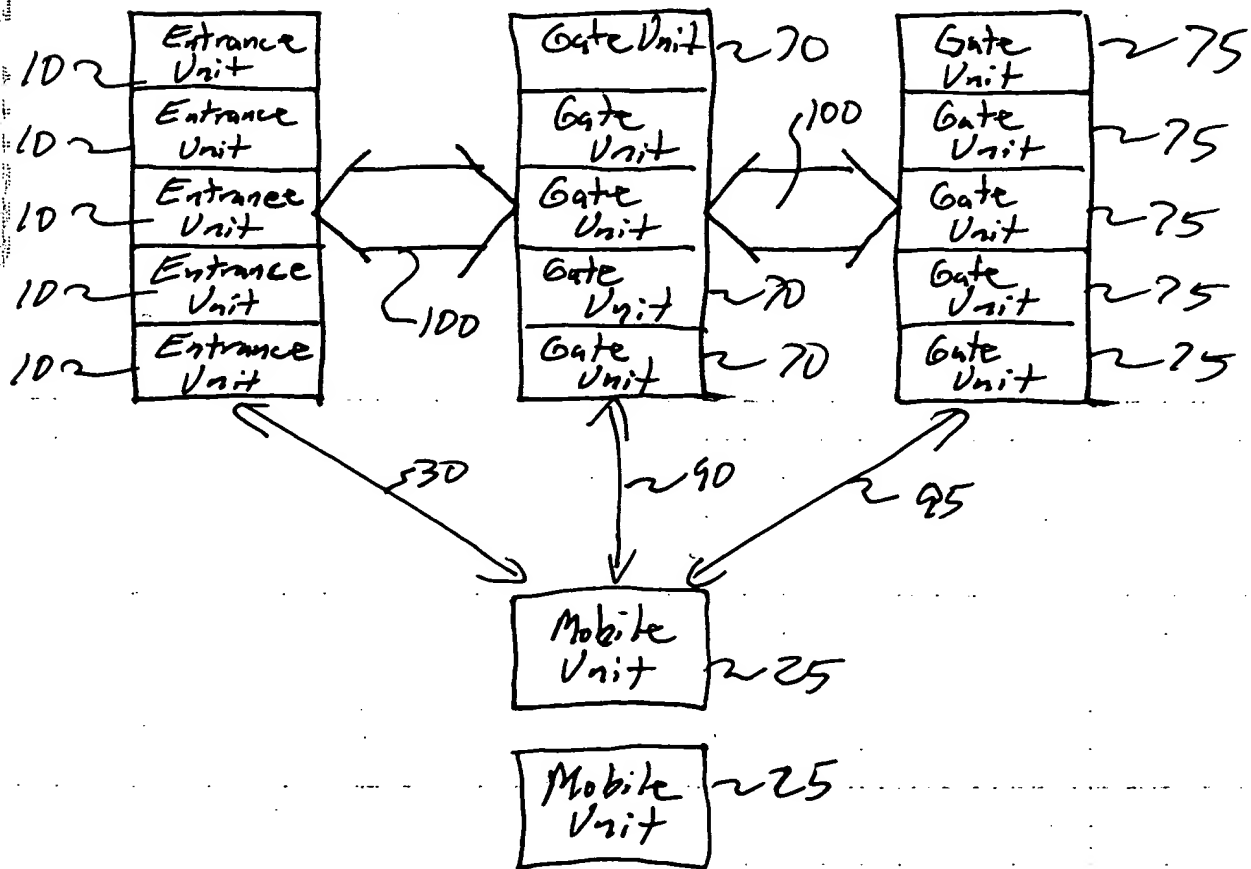 Entrance
Unit
10
Entrance
Unit
10
Entrance
Unit
10
Entrance
Unit
10
Entrance
Unit
10
Gate Unit
70
Gate
Unit
Gate
Unit
Gate
Unit
70
Gate
Unit
70
100
100
Gate
Unit
75
Gate
Unit
75
Gate
Unit
75
Gate
Unit
75
Gate
Unit
75
30
90
95
Mobile
Unit
25
Mobile
Unit
25